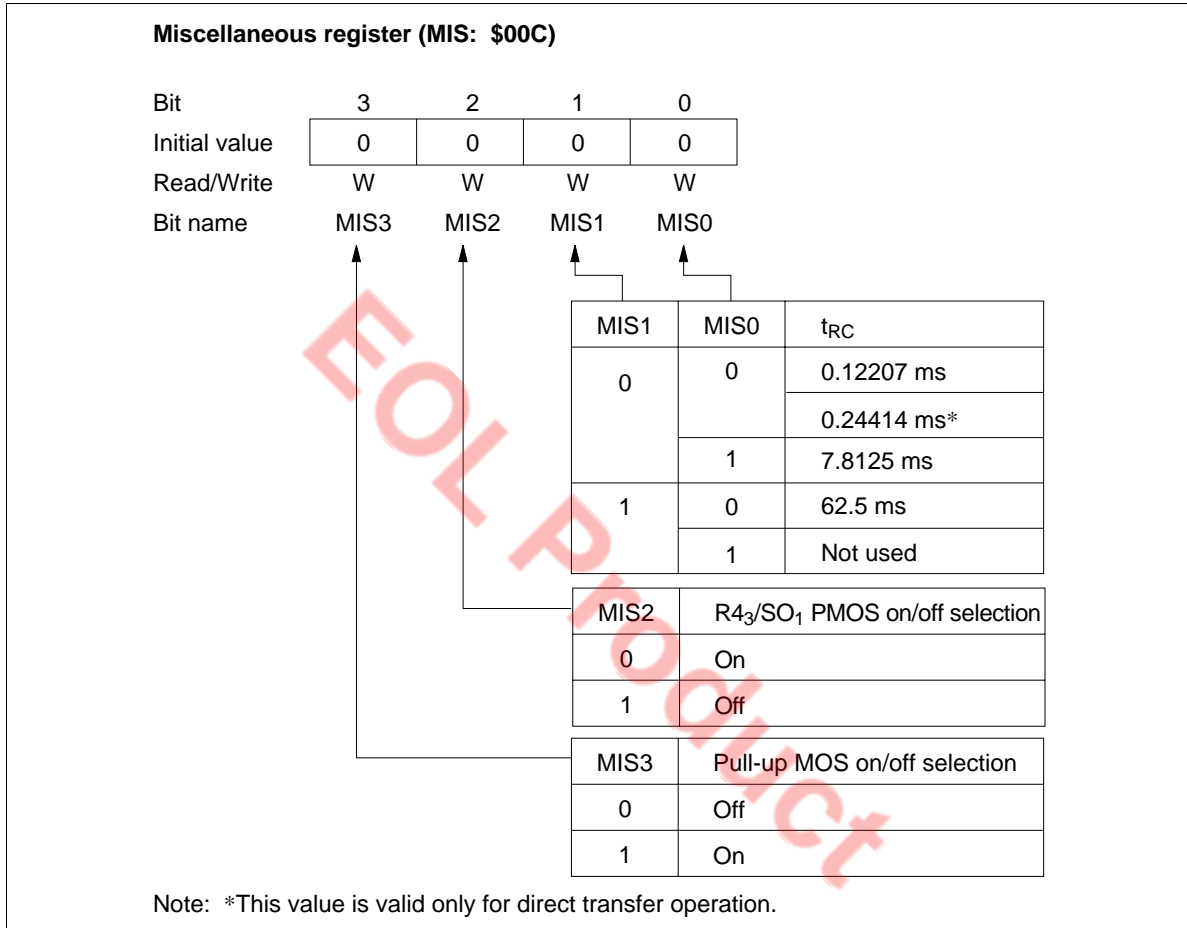 Miscellaneous register (MIS: $00C)
Bit 3 2 1 0
Initial value 0 0 0 0
Read/Write W W W W
Bit name MIS3 MIS2 MIS1 MIS0
MIS1 MIS0 tRC
0 0 0.12207 ms
0.24414 ms*
1 7.8125 ms
1 0 62.5 ms
1 Not used
MIS2 R43/SO1 PMOS on/off selection
0 On
1 Off
MIS3 Pull-up MOS on/off selection
0 Off
1 On
Note: *This value is valid only for direct transfer operation.
EOL Product